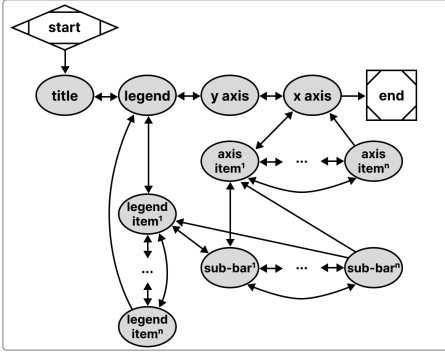 start
title
legend
y axis
x axis
end
axis
item¹
...
axis
itemⁿ
legend
item¹
...
legend
itemⁿ
sub-bar¹
...
sub-barⁿ